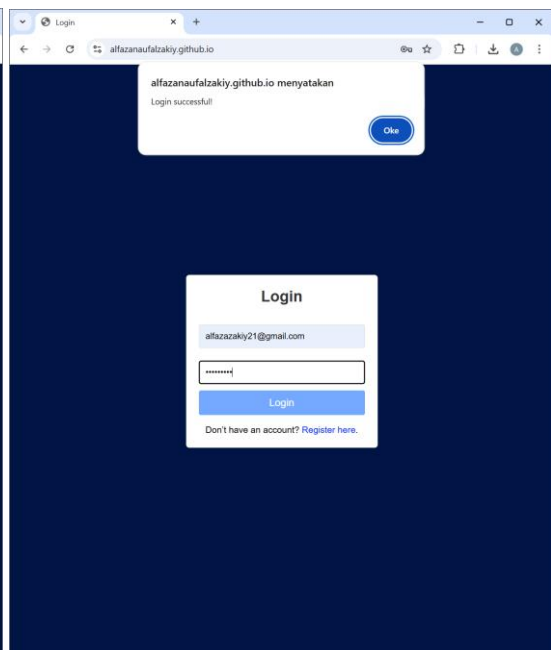 Login
alfazanaufalzakiy.github.io
alfazanaufalzakiy.github.io menyatakan
Login successful!
Oke
Login
alfazazakiy21@gmail.com
•••••••••
Login
Don't have an account? Register here.